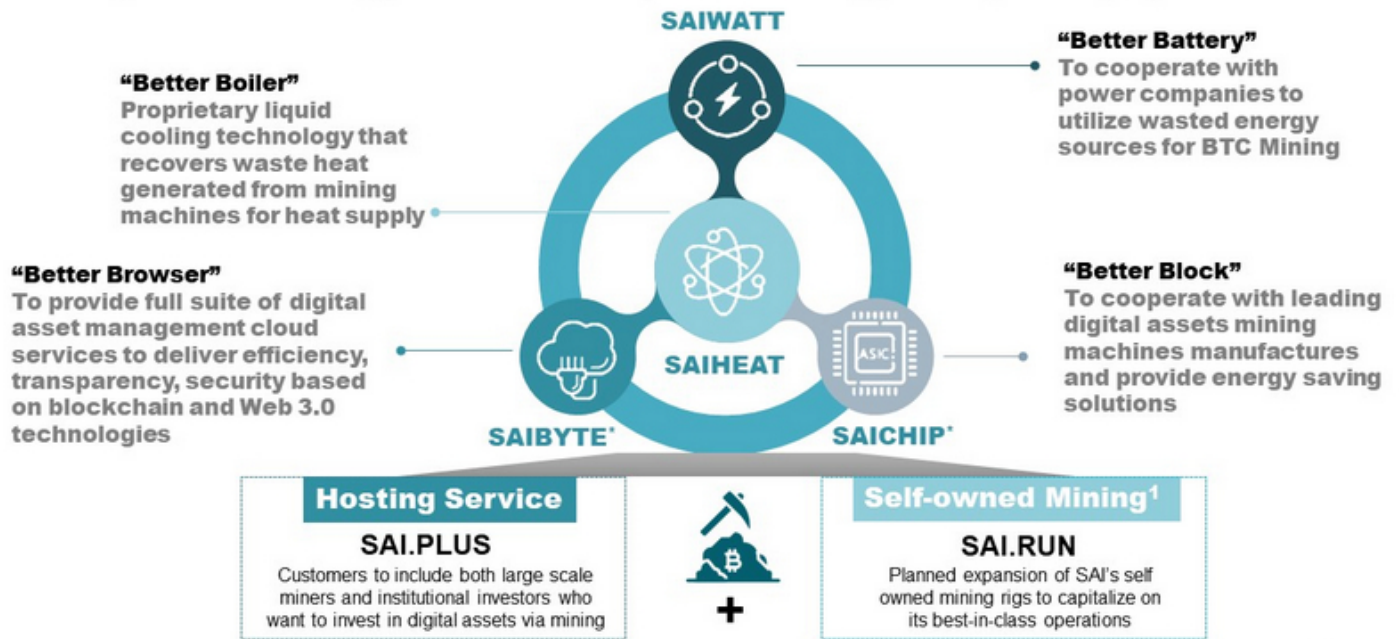 SAIWATT
“Better Boiler”
Proprietary liquid
cooling technology that
recovers waste heat
generated from mining
machines for heat supply
“Better Battery”
To cooperate with
power companies to
utilize wasted energy
sources for BTC Mining
“Better Browser”
To provide full suite of digital
asset management cloud
services to deliver efficiency,
transparency, security based
on blockchain and Web 3.0
technologies
“Better Block”
To cooperate with leading
digital assets mining
machines manufactures
and provide energy saving
solutions
ASIC
SAIHEAT
SAIBYTE*
SAICHIP*
Hosting Service
SAI.PLUS
Customers to include both large scale
miners and institutional investors who
want to invest in digital assets via mining
B
+
Self-owned Mining¹
SAI.RUN
Planned expansion of SAI's self
owned mining rigs to capitalize on
its best-in-class operations